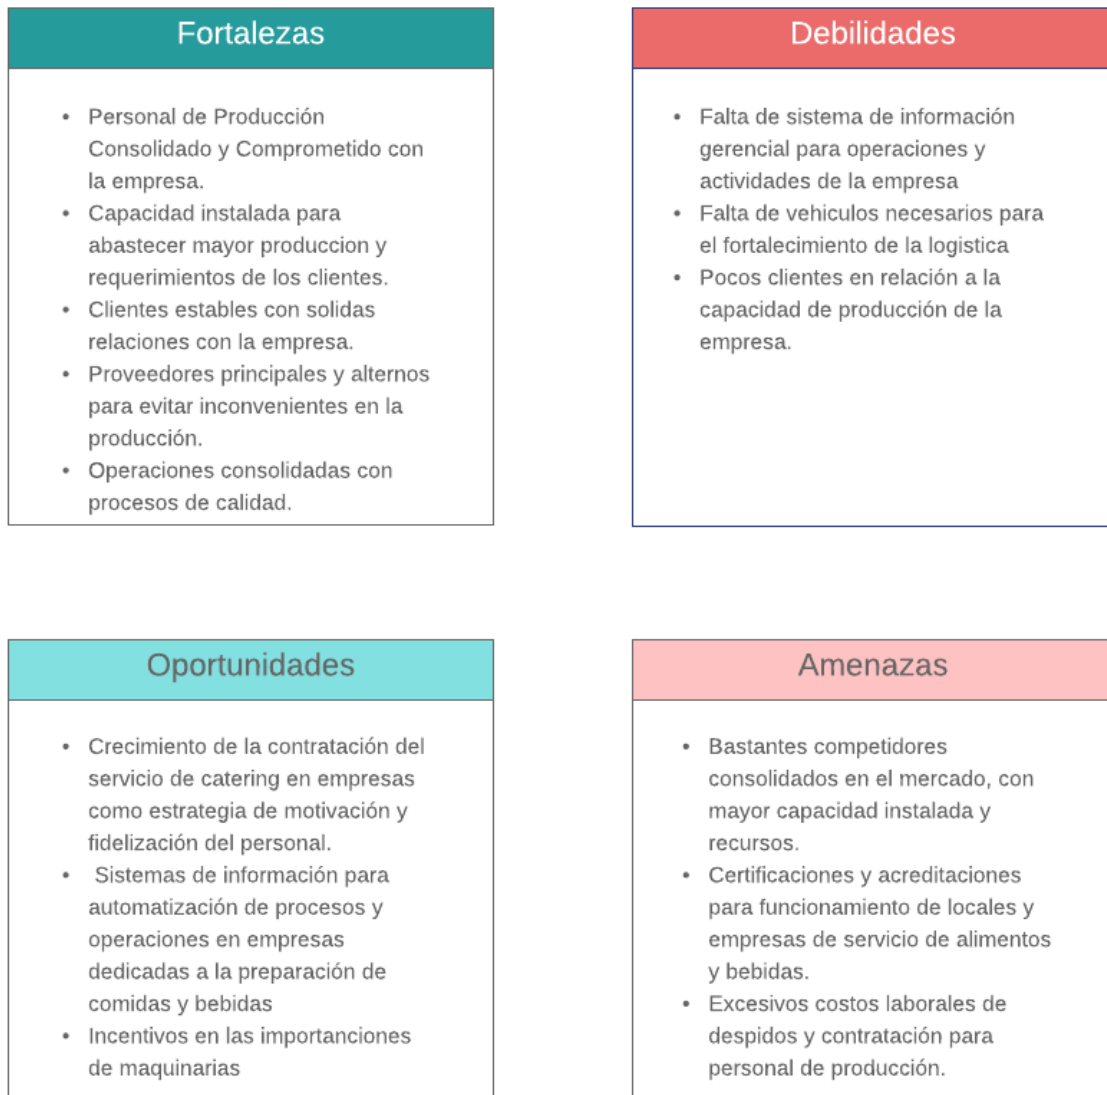 Fortalezas
• Personal de Producción
Consolidado y Comprometido con
la empresa.
• Capacidad instalada para
abastecer mayor produccion y
requerimientos de los clientes.
• Clientes estables con solidas
relaciones con la empresa.
• Proveedores principales y alternos
para evitar inconvenientes en la
producción.
• Operaciones consolidadas con
procesos de calidad.
Debilidades
• Falta de sistema de información
gerencial para operaciones y
actividades de la empresa
• Falta de vehiculos necesarios para
el fortalecimiento de la logistica
• Pocos clientes en relación a la
capacidad de producción de la
empresa.
Oportunidades
• Crecimiento de la contratación del
servicio de catering en empresas
como estrategia de motivación y
fidelización del personal.
• Sistemas de información para
automatización de procesos y
operaciones en empresas
dedicadas a la preparación de
comidas y bebidas
• Incentivos en las importanciones
de maquinarias
Amenazas
• Bastantes competidores
consolidados en el mercado, con
mayor capacidad instalada y
recursos.
• Certificaciones y acreditaciones
para funcionamiento de locales y
empresas de servicio de alimentos
y bebidas.
• Excesivos costos laborales de
despidos y contratación para
personal de producción.